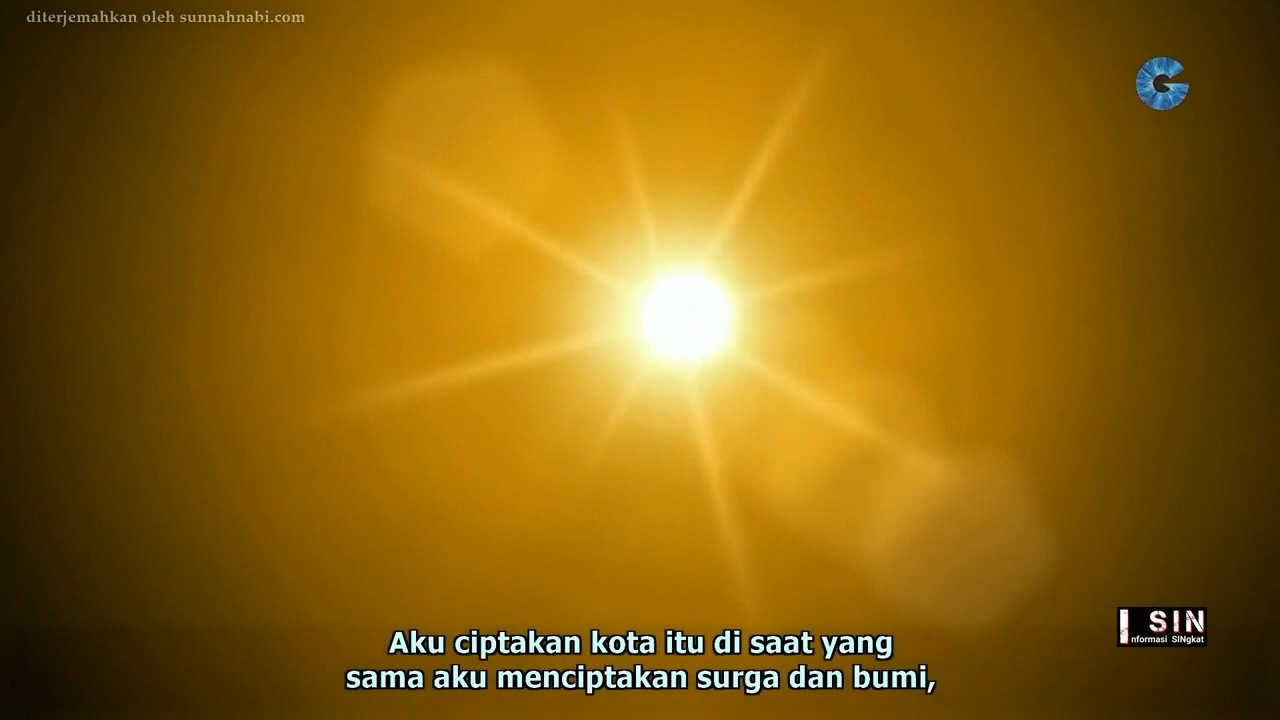 diterjemahkan oleh sunnahnabi.com
G
I SIN
Informasi SINgkat
Aku ciptakan kota itu di saat yang
sama aku menciptakan surga dan bumi,